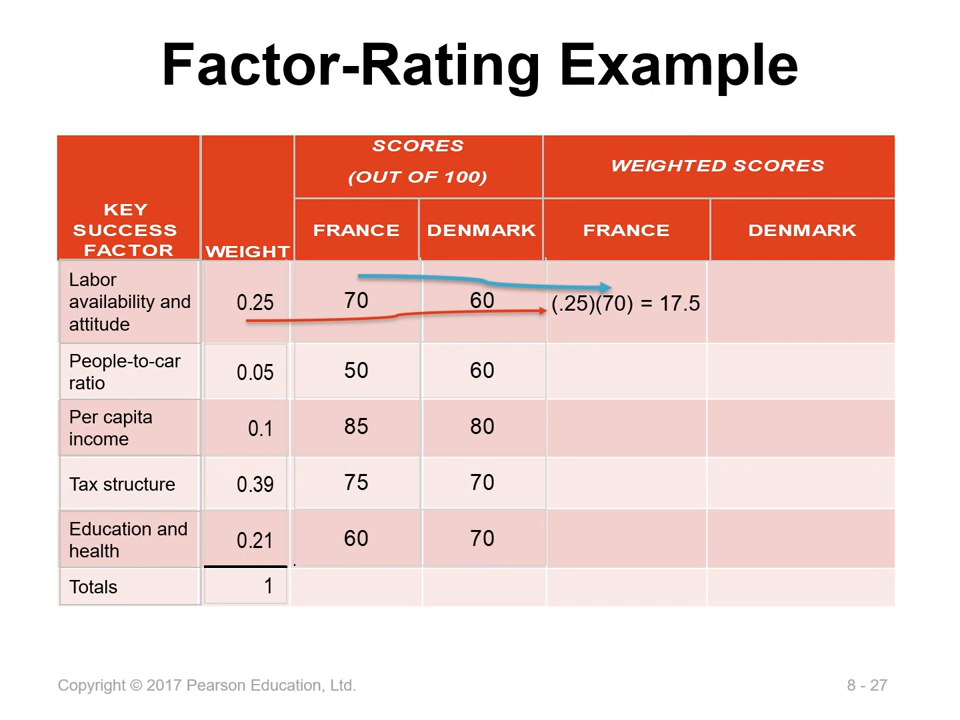 Factor-Rating Example
KEY
SUCCESS
FACTOR
WEIGHT
SCORES
(OUT OF 100)
WEIGHTED SCORES
FRANCE
DENMARK
FRANCE
DENMARK
Labor
availability and
attitude
0.25
70
60
(.25)(70) = 17.5
People-to-car
ratio
0.05
50
60
Per capita
income
0.1
85
80
Tax structure
0.39
75
70
Education and
health
0.21
60
70
Totals
1
Copyright © 2017 Pearson Education, Ltd.
8 - 27